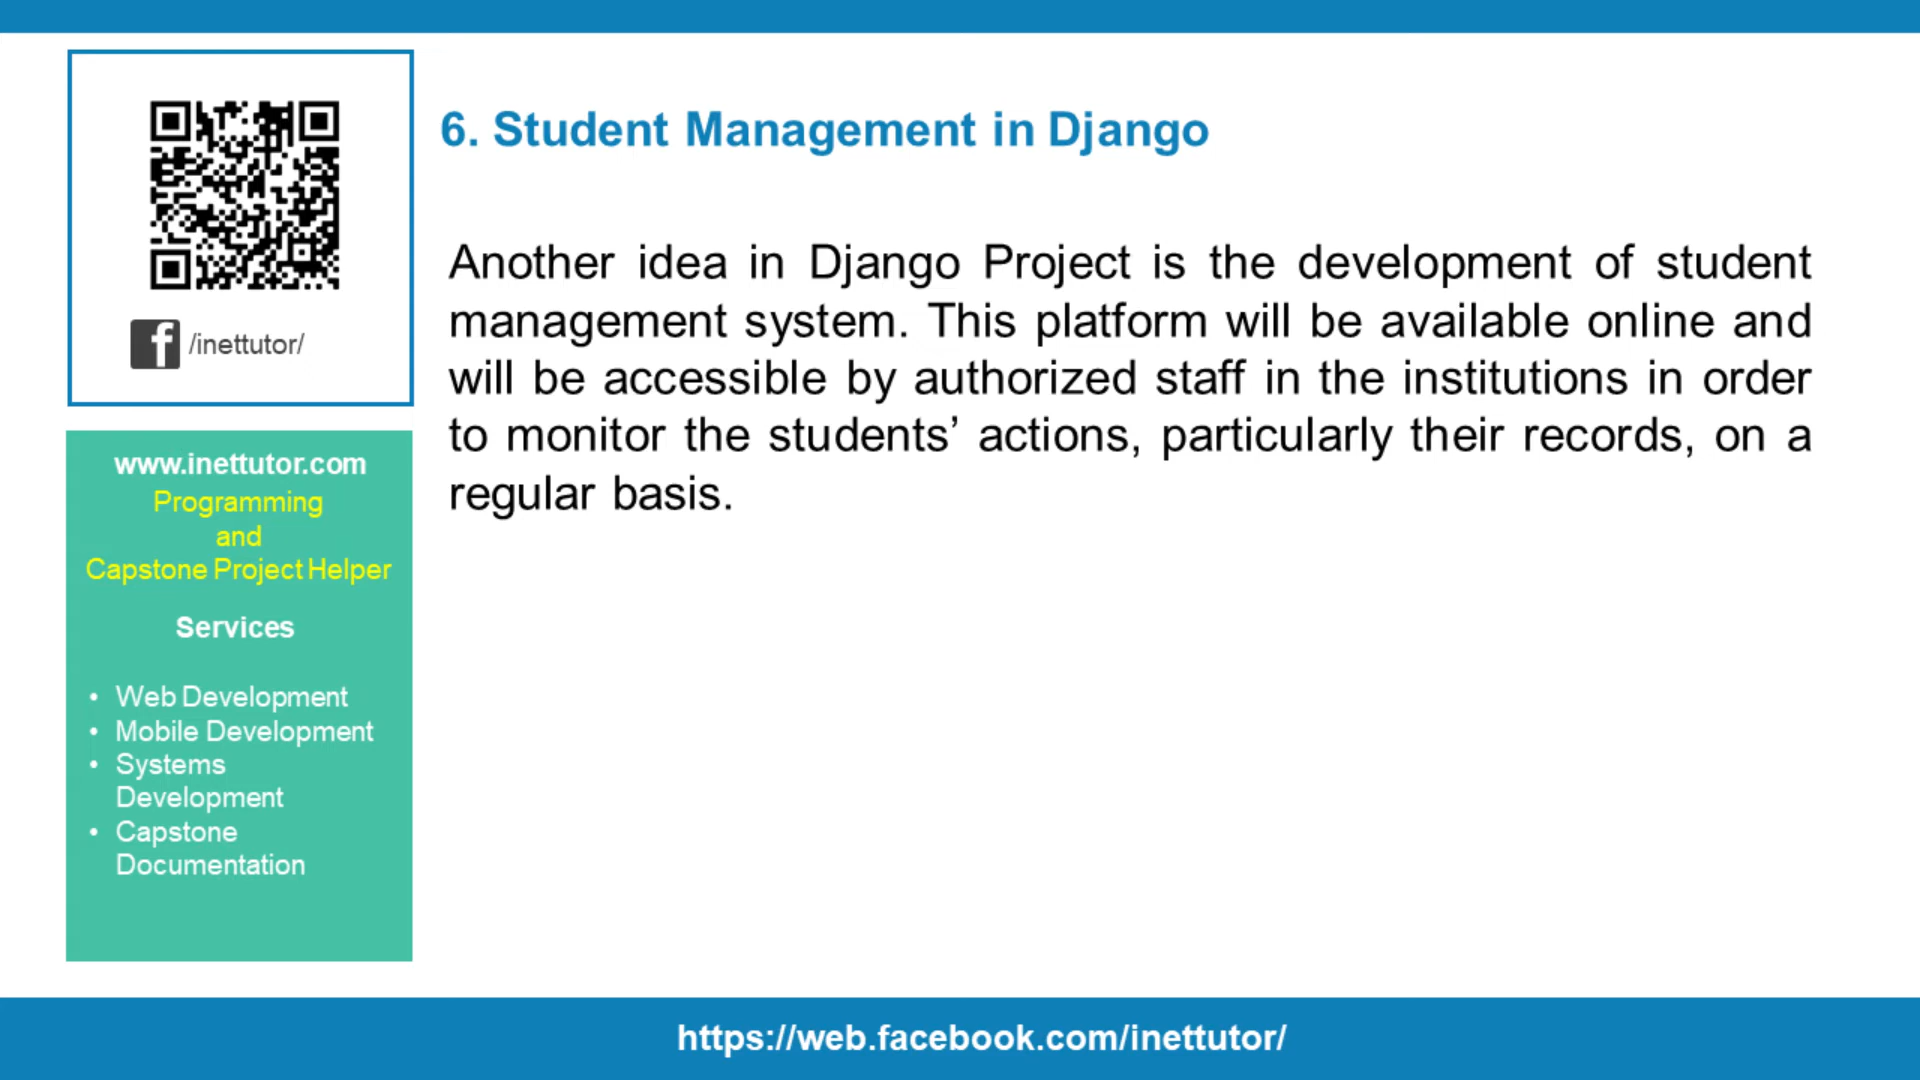 /inettutor/
www.inettutor.com
Programming
and
Capstone Project Helper
Services
• Web Development
• Mobile Development
• Systems
Development
• Capstone
Documentation
6. Student Management in Django
Another idea in Django Project is the development of student
management system. This platform will be available online and
will be accessible by authorized staff in the institutions in order
to monitor the students’ actions, particularly their records, on a
regular basis.
https://web.facebook.com/inettutor/